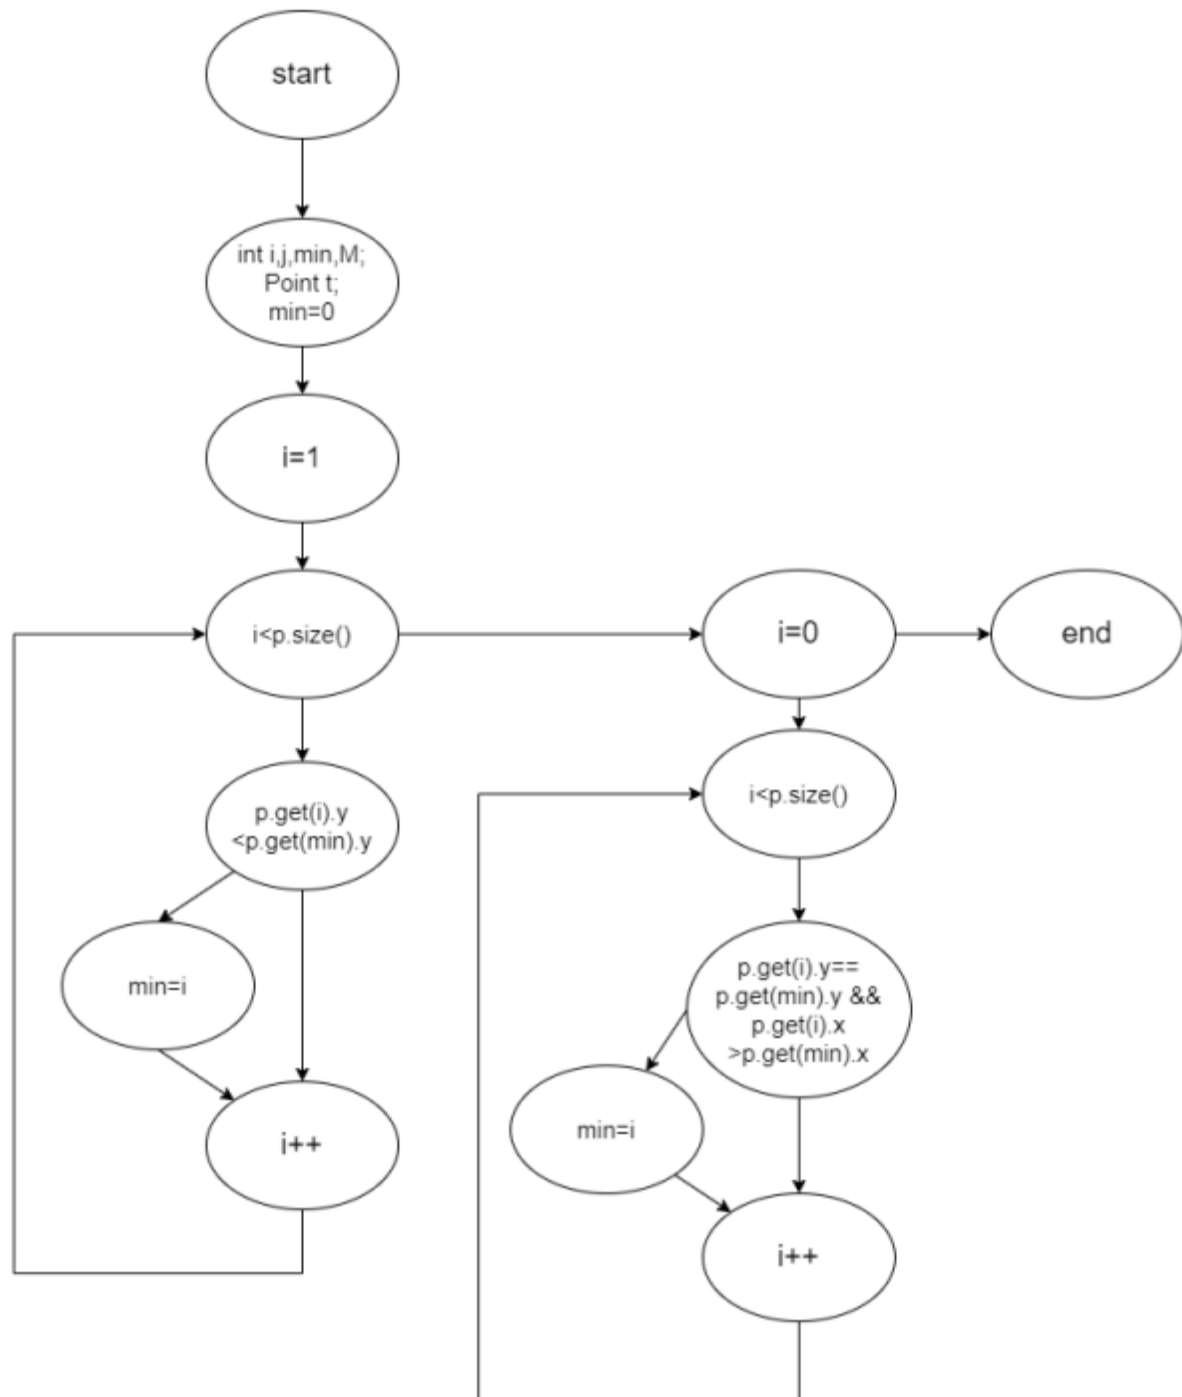 start
int i,j,min,M;
Point t;
min=0
i=1
i<p.size()
p.get(i).y
<p.get(min).y
min=i
i++
i=0
end
i<p.size()
p.get(i).y==
p.get(min).y &&
p.get(i).x
>p.get(min).x
min=i
i++